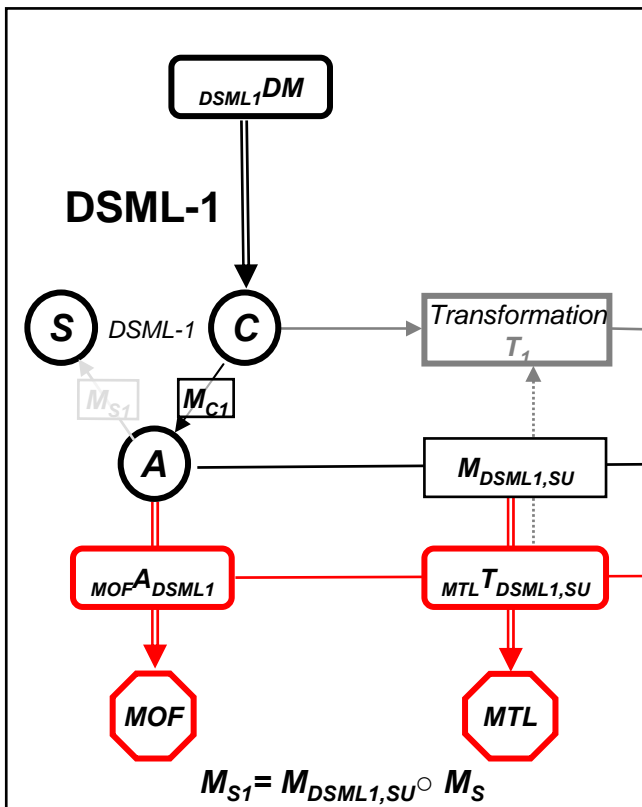 DSML1DM
DSML-1
S
DSML-1
C
Transformation
T1
MS1
MC1
A
MDSML1,SU
MOFADSML1
MTLTDSML1,SU
MOF
MTL
MS1= MDSML1,SU○ MS